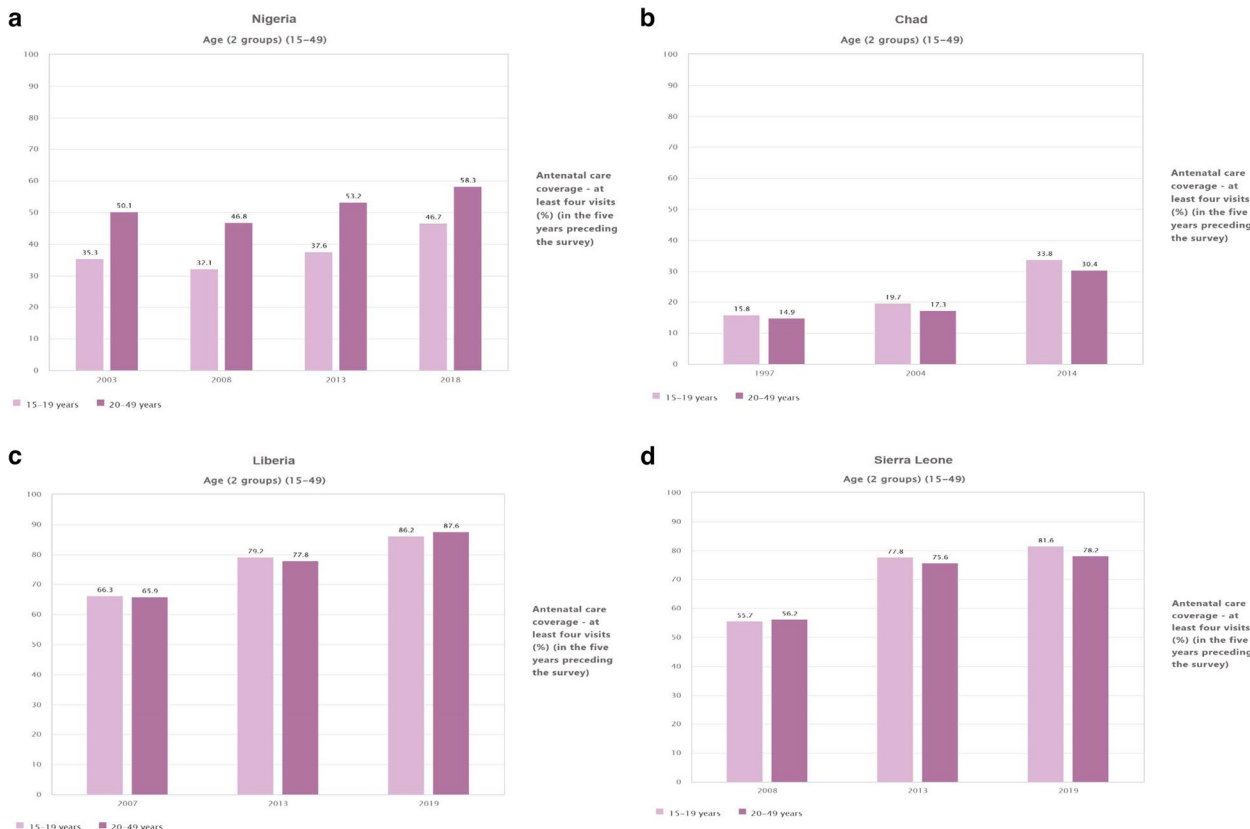 a
Nigeria
Age (2 groups) (15-49)
100
90
80
70
60
50
40
30
20
10
0
35.3
50.1
32.1
46.8
37.6
53.2
46.7
58.3
2003
2008
2013
2018
Antenatal care
coverage - at
least four visits
(%) (in the five
years preceding
the survey)
15-19 years
20-49 years
b
Chad
Age (2 groups) (15-49)
100
90
80
70
60
50
40
30
20
10
0
15.8
14.9
19.7
17.3
33.8
30.4
1997
2004
2014
Antenatal care
coverage - at
least four visits
(%) (in the five
years preceding
the survey)
15-19 years
20-49 years
c
Liberia
Age (2 groups) (15-49)
100
90
80
70
60
50
40
30
20
10
0
66.3
65.9
79.2
77.8
86.2
87.6
2007
2013
2019
Antenatal care
coverage - at
least four visits
(%) (in the five
years preceding
the survey)
15-19 years
20-49 years
d
Sierra Leone
Age (2 groups) (15-49)
100
90
80
70
60
50
40
30
20
10
0
55.7
56.2
77.8
75.6
81.6
78.2
2008
2013
2019
Antenatal care
coverage - at
least four visits
(%) (in the five
years preceding
the survey)
15-19 years
20-49 years